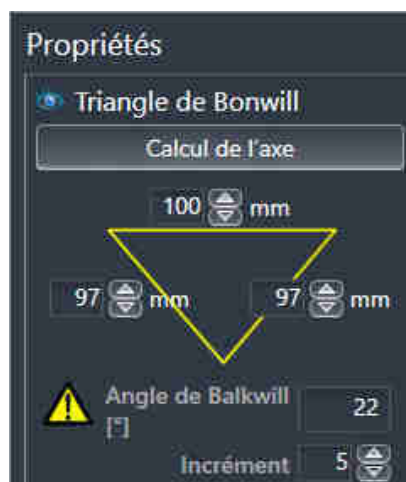 Propriétés
Triangle de Bonwill
Calcul de l'axe
100 mm
97 mm 97 mm
Angle de Balkwill
[°] 22
Incrément 5